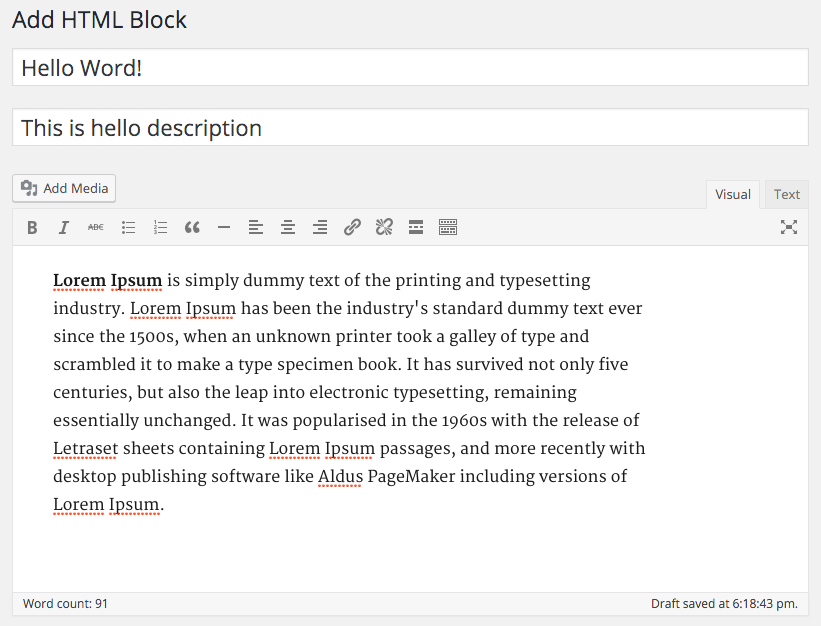 Add HTML Block
Hello Word!
This is hello description
Add Media
Visual Text
B I ABC
Lorem Ipsum is simply dummy text of the printing and typesetting
industry. Lorem Ipsum has been the industry's standard dummy text ever
since the 1500s, when an unknown printer took a galley of type and
scrambled it to make a type specimen book. It has survived not only five
centuries, but also the leap into electronic typesetting, remaining
essentially unchanged. It was popularised in the 1960s with the release of
Letraset sheets containing Lorem Ipsum passages, and more recently with
desktop publishing software like Aldus PageMaker including versions of
Lorem Ipsum.
Word count: 91 Draft saved at 6:18:43 pm.